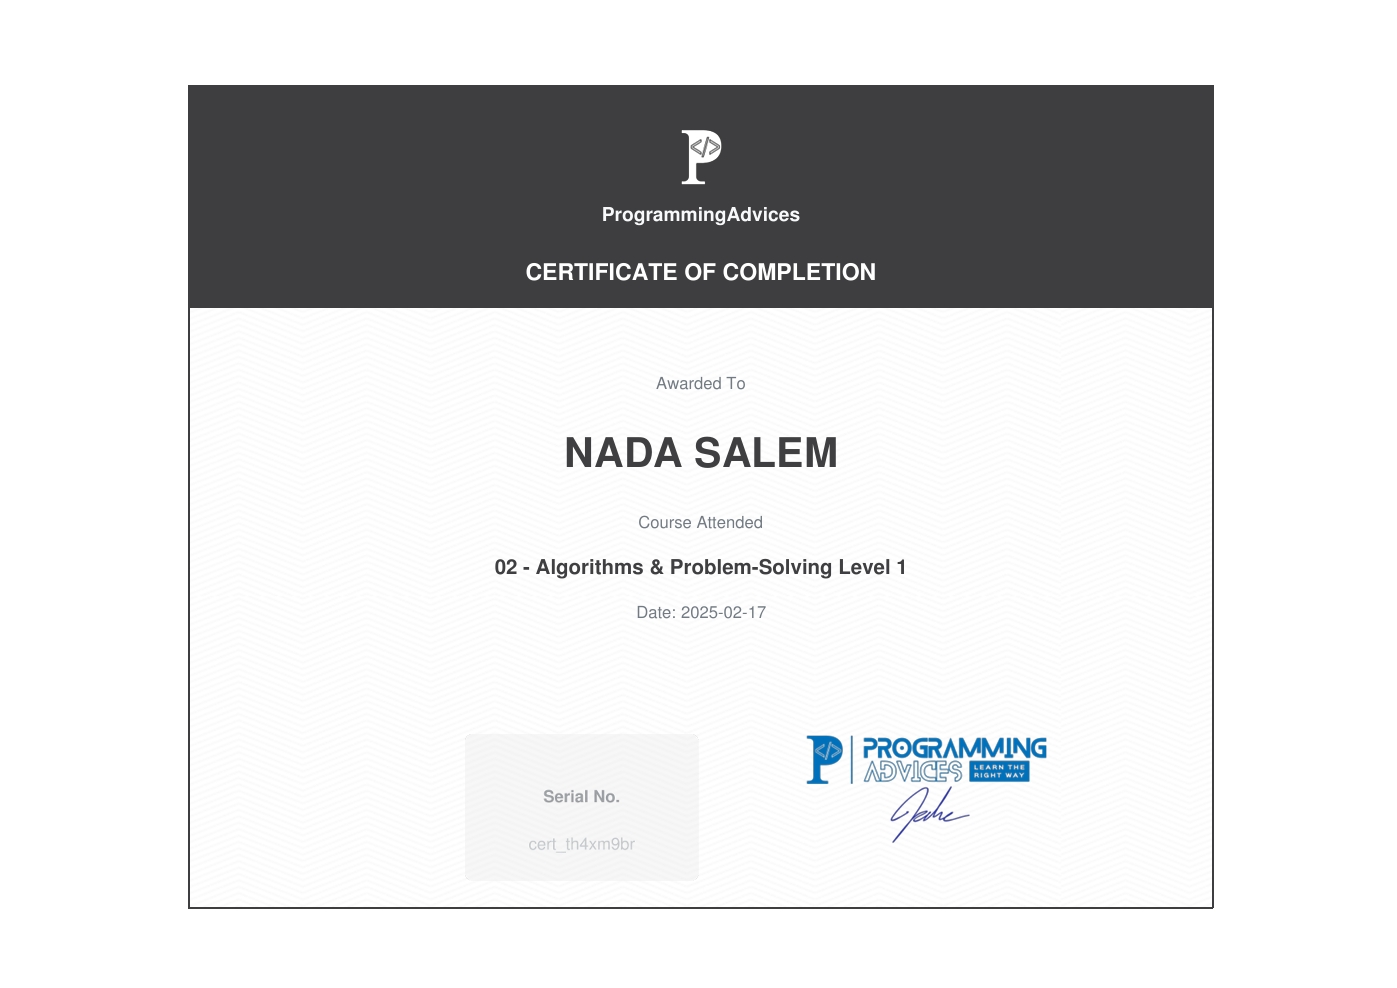 ProgrammingAdvices
CERTIFICATE OF COMPLETION
Awarded To
NADA SALEM
Course Attended
02 - Algorithms & Problem-Solving Level 1
Date: 2025-02-17
Serial No.
cert_th4xm9br
P </> PROGRAMMING
ADVICES LEARN THE
RIGHT WAY